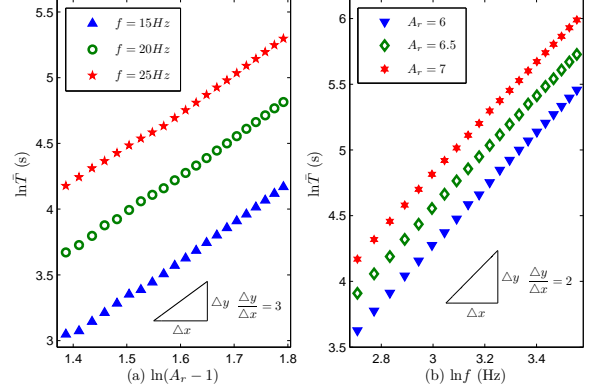 f = 15Hz
f = 20Hz
f = 25Hz
ln T̄ (s)
5
4.5
4
3.5
3
1.4
1.5
1.6
1.7
1.8
△y △y/△x = 3
△x
(a) ln(A_r − 1)
A_r = 6
A_r = 6.5
A_r = 7
ln T̄ (s)
6
5.5
5
4.5
4
3.5
2.8
3
3.2
3.4
△y △y/△x = 2
△x
(b) ln f (Hz)